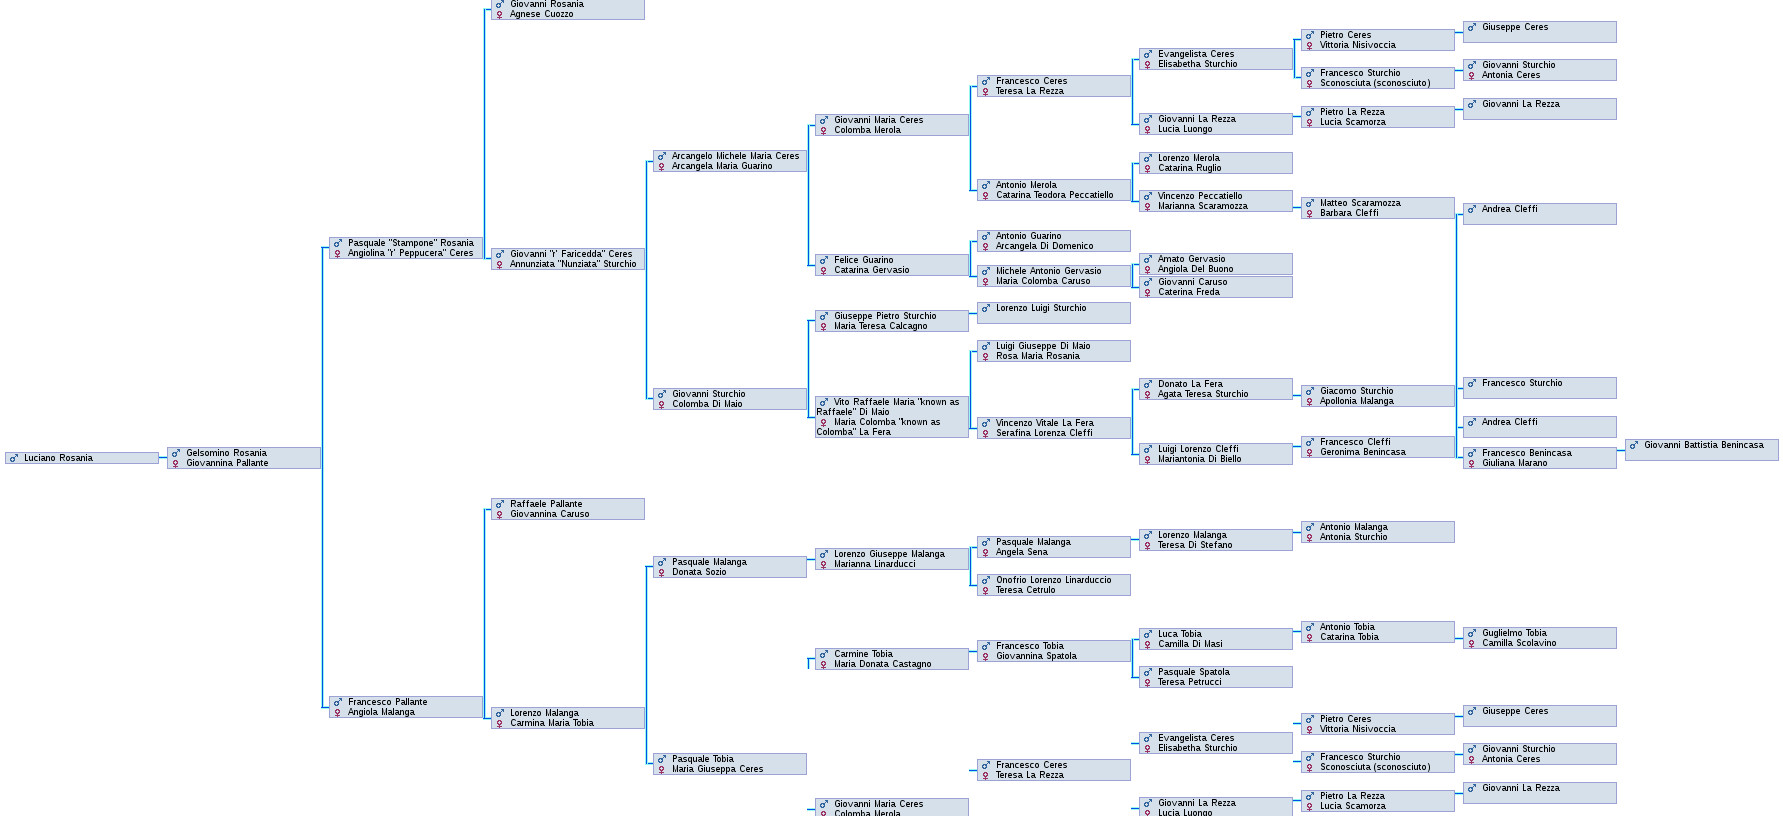 Luciano Rosania
Gelsomino Rosania
Giovannina Pallante
Pasquale "Stampone" Rosania
Angiolina "r' Peppucera" Ceres
Francesco Pallante
Angiola Malanga
Giovanni Rosania
Agnese Cuozzo
Giovanni "r' Faricedda" Ceres
Annunziata "Nunziata" Sturchio
Raffaele Pallante
Giovannina Caruso
Lorenzo Malanga
Carmina Maria Tobia
Arcangelo Michele Maria Ceres
Arcangela Maria Guarino
Giovanni Sturchio
Colomba Di Maio
Pasquale Malanga
Donata Sozio
Pasquale Tobia
Maria Giuseppa Ceres
Giovanni Maria Ceres
Colomba Merola
Felice Guarino
Catarina Gervasio
Giuseppe Pietro Sturchio
Maria Teresa Calcagno
Vito Raffaele Maria "known as
Raffaele" Di Maio
Maria Colomba "known as
Colomba" La Fera
Lorenzo Giuseppe Malanga
Marianna Linarducci
Carmine Tobia
Maria Donata Castagno
Giovanni Maria Ceres
Colomba Merola
Francesco Ceres
Teresa La Rezza
Antonio Merola
Catarina Teodora Peccatiello
Antonio Guarino
Arcangela Di Domenico
Michele Antonio Gervasio
Maria Colomba Caruso
Lorenzo Luigi Sturchio
Luigi Giuseppe Di Maio
Rosa Maria Rosania
Vincenzo Vitale La Fera
Serafina Lorenza Cleffi
Pasquale Malanga
Angela Sena
Onofrio Lorenzo Linarduccio
Teresa Cetrulo
Francesco Tobia
Giovannina Spatola
Francesco Ceres
Teresa La Rezza
Evangelista Ceres
Elisabetha Sturchio
Giovanni La Rezza
Lucia Luongo
Lorenzo Merola
Catarina Ruglio
Vincenzo Peccatiello
Marianna Scaramozza
Amato Gervasio
Angiola Del Buono
Giovanni Caruso
Caterina Freda
Donato La Fera
Agata Teresa Sturchio
Luigi Lorenzo Cleffi
Mariantonia Di Biello
Lorenzo Malanga
Teresa Di Stefano
Luca Tobia
Camilla Di Masi
Pasquale Spatola
Teresa Petrucci
Evangelista Ceres
Elisabetha Sturchio
Giovanni La Rezza
Lucia Luongo
Pietro Ceres
Vittoria Nisivoccia
Francesco Sturchio
Sconosciuta (sconosciuto)
Pietro La Rezza
Lucia Scamorza
Matteo Scaramozza
Barbara Cleffi
Giacomo Sturchio
Apollonia Malanga
Francesco Cleffi
Geronima Benincasa
Antonio Malanga
Antonia Sturchio
Antonio Tobia
Catarina Tobia
Pietro Ceres
Vittoria Nisivoccia
Francesco Sturchio
Sconosciuta (sconosciuto)
Pietro La Rezza
Lucia Scamorza
Giuseppe Ceres
Giovanni Sturchio
Antonia Ceres
Giovanni La Rezza
Andrea Cleffi
Francesco Sturchio
Andrea Cleffi
Francesco Benincasa
Giuliana Marano
Guglielmo Tobia
Camilla Scolavino
Giuseppe Ceres
Giovanni Sturchio
Antonia Ceres
Giovanni La Rezza
Giovanni Battistia Benincasa